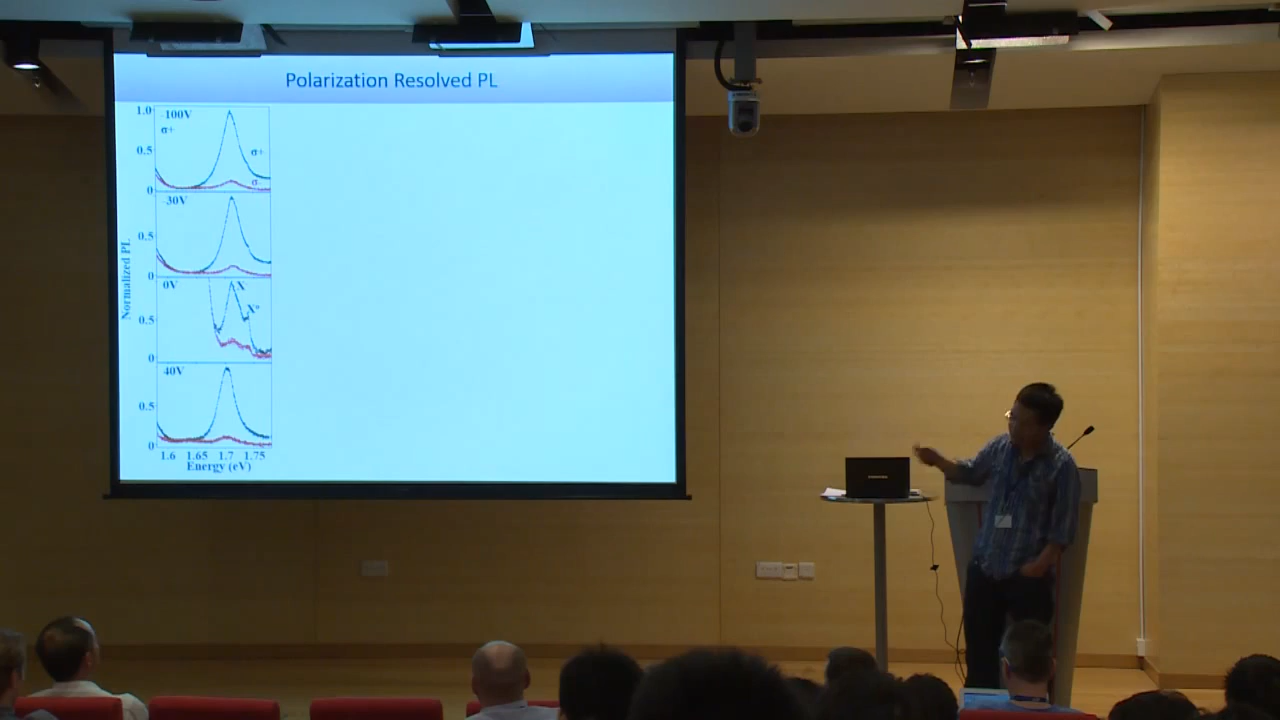 Polarization Resolved PL
1.0
-100V
σ+
0.5
σ+
σ-
0
-30V
0.5
0
Normalized PL
0V
X
X°
0.5
0
40V
0.5
0
1.6 1.65 1.7 1.75
Energy (eV)